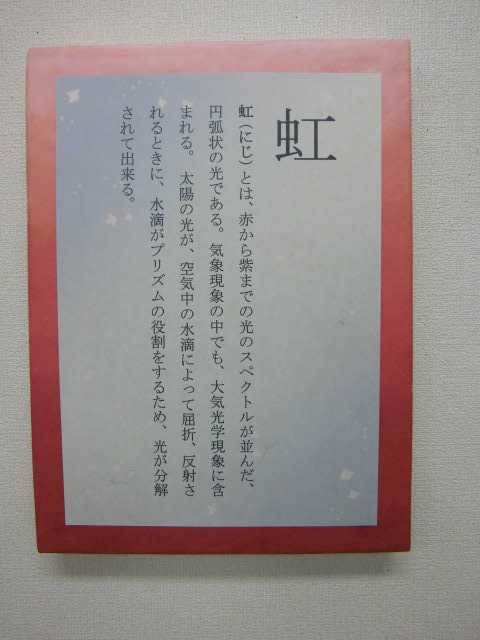 虹
虹（にじ）とは、赤から紫までの光のスペクトルが並んだ、
円弧状の光である。気象現象の中でも、大気光学現象に含
まれる。太陽の光が、空気中の水滴によって屈折、反射さ
れるときに、水滴がプリズムの役割をするため、光が分解
されて出来る。